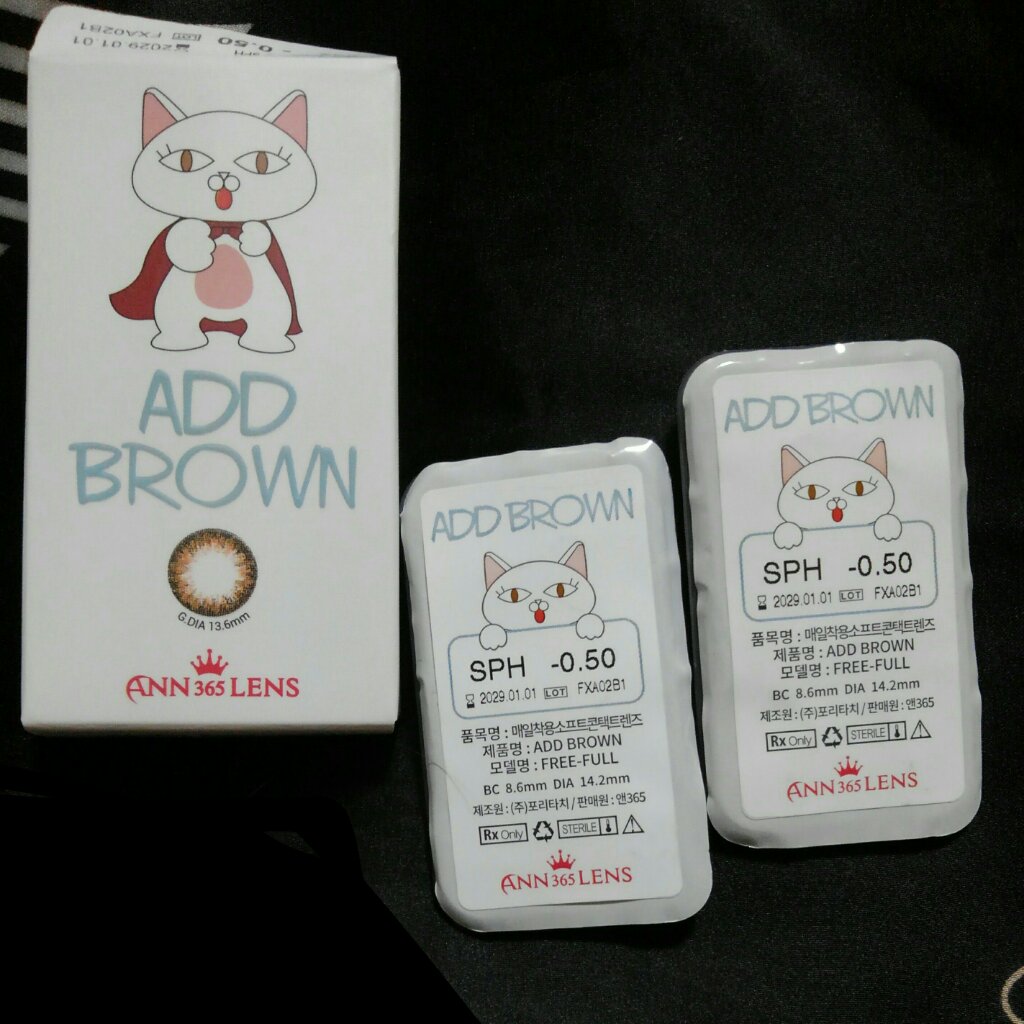 SPH -0.50
2029.01.01 LOT FXA02B1
ADD
BROWN
G.DIA 13.6mm
ANN 365 LENS
ADD BROWN
SPH -0.50
2029.01.01 LOT FXA02B1
품목명 : 매일착용소프트콘택트렌즈
제품명 : ADD BROWN
모델명 : FREE-FULL
BC 8.6mm DIA 14.2mm
제조원 : (주)포리타치 / 판매원 : 앤365
Rx Only STERILE
ANN 365 LENS
ADD BROWN
SPH -0.50
2029.01.01 LOT FXA02B1
품목명 : 매일착용소프트콘택트렌즈
제품명 : ADD BROWN
모델명 : FREE-FULL
BC 8.6mm DIA 14.2mm
제조원 : (주)포리타치 / 판매원 : 앤365
Rx Only STERILE
ANN 365 LENS